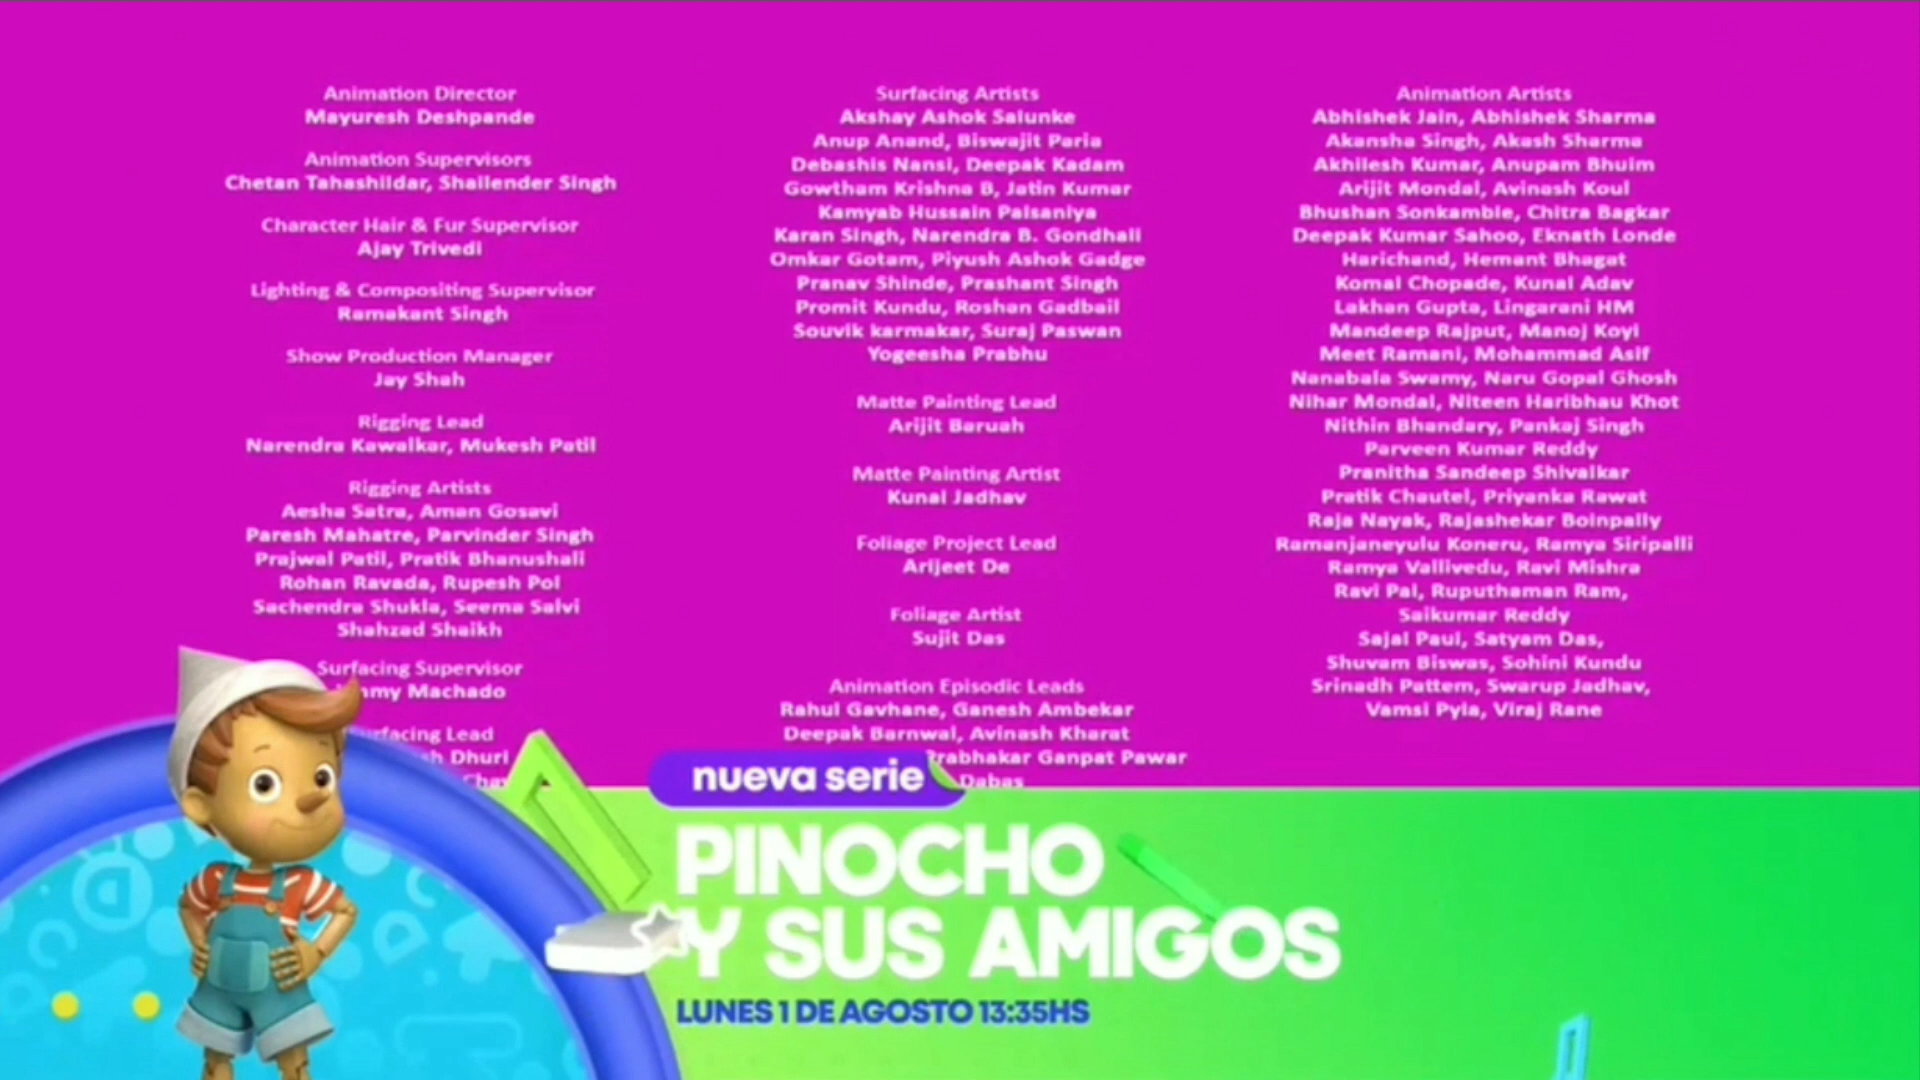 Animation Director
Mayuresh Deshpande
Animation Supervisors
Chetan Tahashildar, Shailender Singh
Character Hair & Fur Supervisor
Ajay Trivedi
Lighting & Compositing Supervisor
Ramakant Singh
Show Production Manager
Jay Shah
Rigging Lead
Narendra Kawalkar, Mukesh Patil
Rigging Artists
Aesha Satra, Aman Gosavi
Paresh Mahatre, Parvinder Singh
Prajwal Patil, Pratik Bhanushali
Rohan Ravada, Rupesh Pol
Sachendra Shukla, Seema Salvi
Shahzad Shaikh
Surfacing Supervisor
Machado
Lead
Dhuri
Surfacing Artists
Akshay Ashok Salunke
Anup Anand, Biswajit Paria
Debashis Nansi, Deepak Kadam
Gowtham Krishna B, Jatin Kumar
Kamyab Hussain Palsaniya
Karan Singh, Narendra B. Gondhali
Omkar Gotam, Piyush Ashok Gadge
Pranav Shinde, Prashant Singh
Promit Kundu, Roshan Gadbail
Souvik karmakar, Suraj Paswan
Yogeesha Prabhu
Matte Painting Lead
Arijit Baruah
Matte Painting Artist
Kunal Jadhav
Foliage Project Lead
Arijeet De
Foliage Artist
Sujit Das
Animation Episodic Leads
Rahul Gavhane, Ganesh Ambekar
Deepak Barnwal, Avinash Kharat
Prabhakar Ganpat Pawar
Dabas
Animation Artists
Abhishek Jain, Abhishek Sharma
Akansha Singh, Akash Sharma
Akhilesh Kumar, Anupam Bhuim
Arijit Mondal, Avinash Koul
Bhushan Sonkamble, Chitra Bagkar
Deepak Kumar Sahoo, Eknath Londe
Harichand, Hemant Bhagat
Komal Chopade, Kunal Adav
Lakhan Gupta, Lingarani HM
Mandeep Rajput, Manoj Koyi
Meet Ramani, Mohammad Asif
Nanabala Swamy, Naru Gopal Ghosh
Nihar Mondal, Niteen Haribhau Khot
Nithin Bhandary, Pankaj Singh
Parveen Kumar Reddy
Pranitha Sandeep Shivalkar
Pratik Chautel, Priyanka Rawat
Raja Nayak, Rajashekar Boinpally
Ramanjaneyulu Koneru, Ramya Siripalli
Ramya Vallivedu, Ravi Mishra
Ravi Pal, Ruputhaman Ram,
Saikumar Reddy
Sajal Paul, Satyam Das,
Shuvam Biswas, Sohini Kundu
Srinadh Pattem, Swarup Jadhav,
Vamsi Pyla, Viraj Rane
nueva serie
PINOCHO
Y SUS AMIGOS
LUNES 1 DE AGOSTO 13:35HS